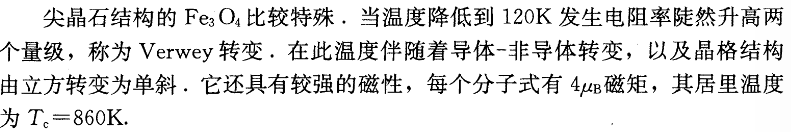 尖晶石结构的 Fe₃O₄ 比较特殊．当温度降低到 120K 发生电阻率陡然升高两
个量级，称为 Verwey 转变．在此温度伴随着导体-非导体转变，以及晶格结构
由立方转变为单斜．它还具有较强的磁性，每个分子式有 4μB磁矩，其居里温度
为 Tc=860K.